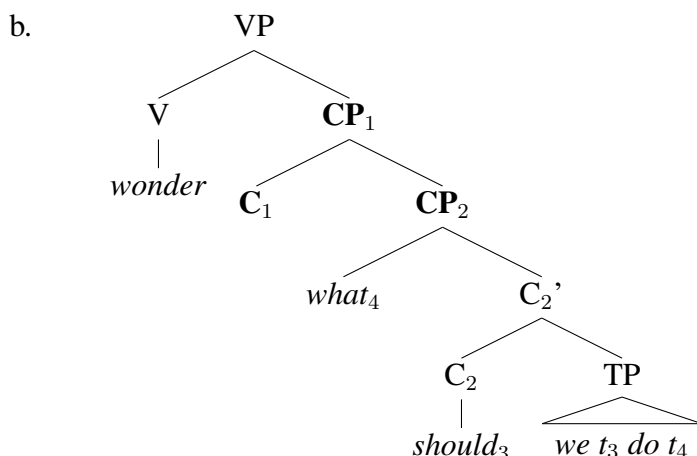 b. VP
V CP₁
wonder C₁ CP₂
what₄ C₂’
C₂ TP
should₃ we t₃ do t₄